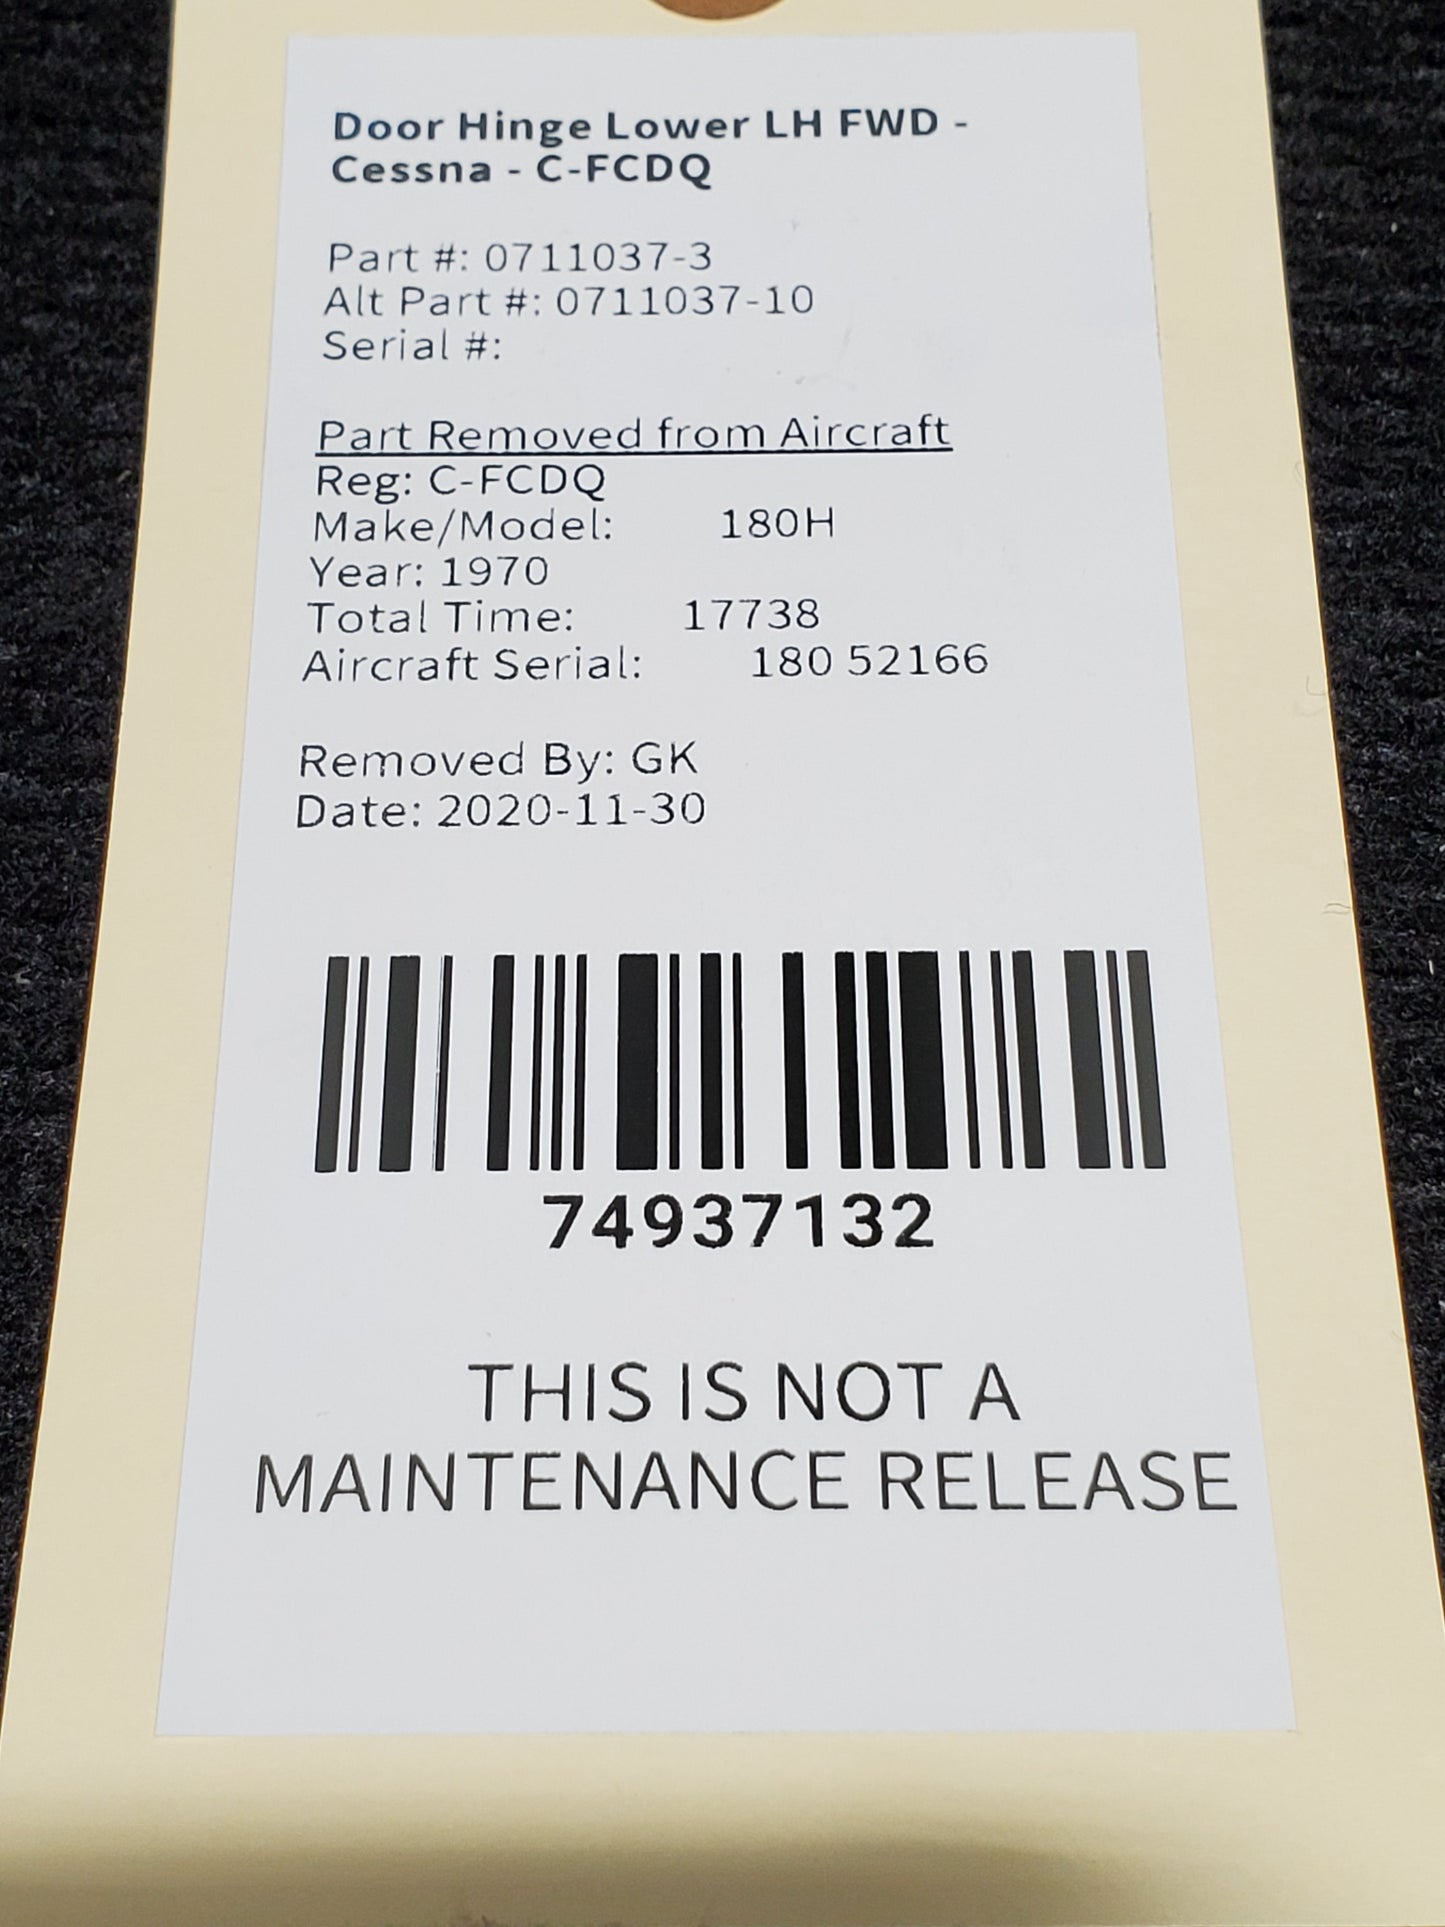 Door Hinge Lower LH FWD -
Cessna - C-FCDQ
Part #: 0711037-3
Alt Part #: 0711037-10
Serial #:
Part Removed from Aircraft
Reg: C-FCDQ
Make/Model: 180H
Year: 1970
Total Time: 17738
Aircraft Serial: 180 52166
Removed By: GK
Date: 2020-11-30
74937132
THIS IS NOT A
MAINTENANCE RELEASE